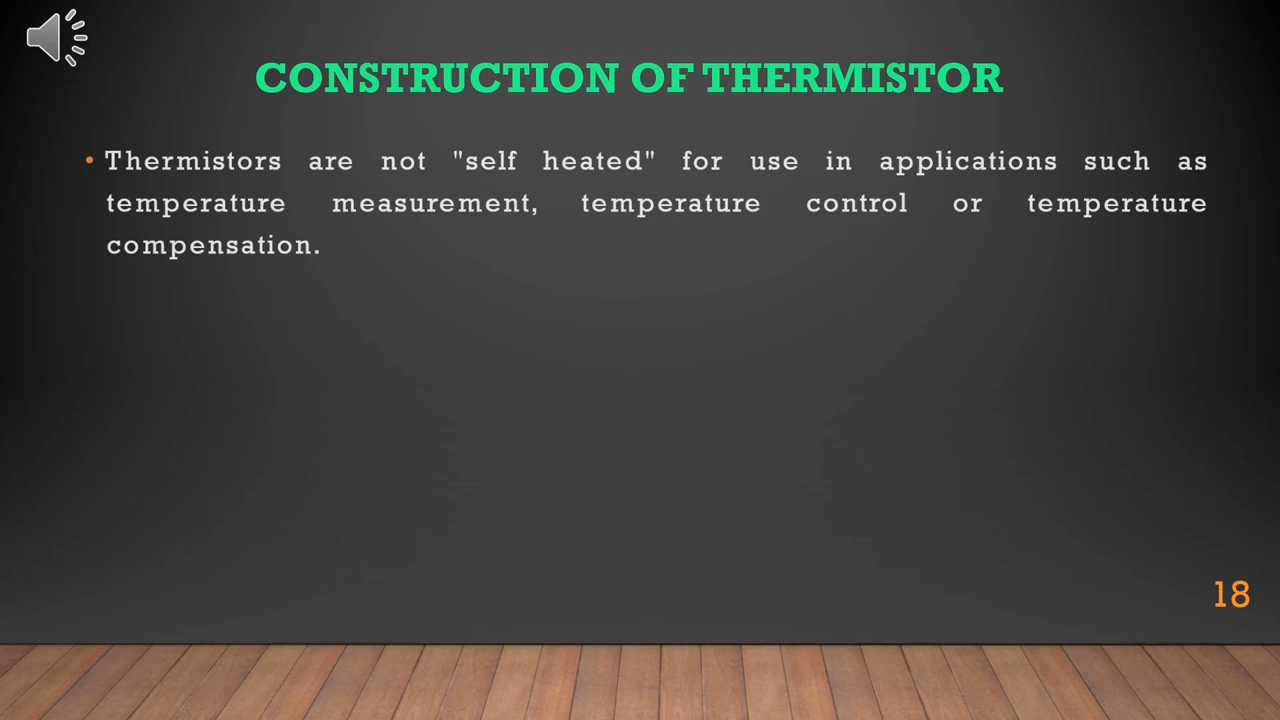 CONSTRUCTION OF THERMISTOR
• Thermistors are not "self heated" for use in applications such as
temperature measurement, temperature control or temperature
compensation.
18